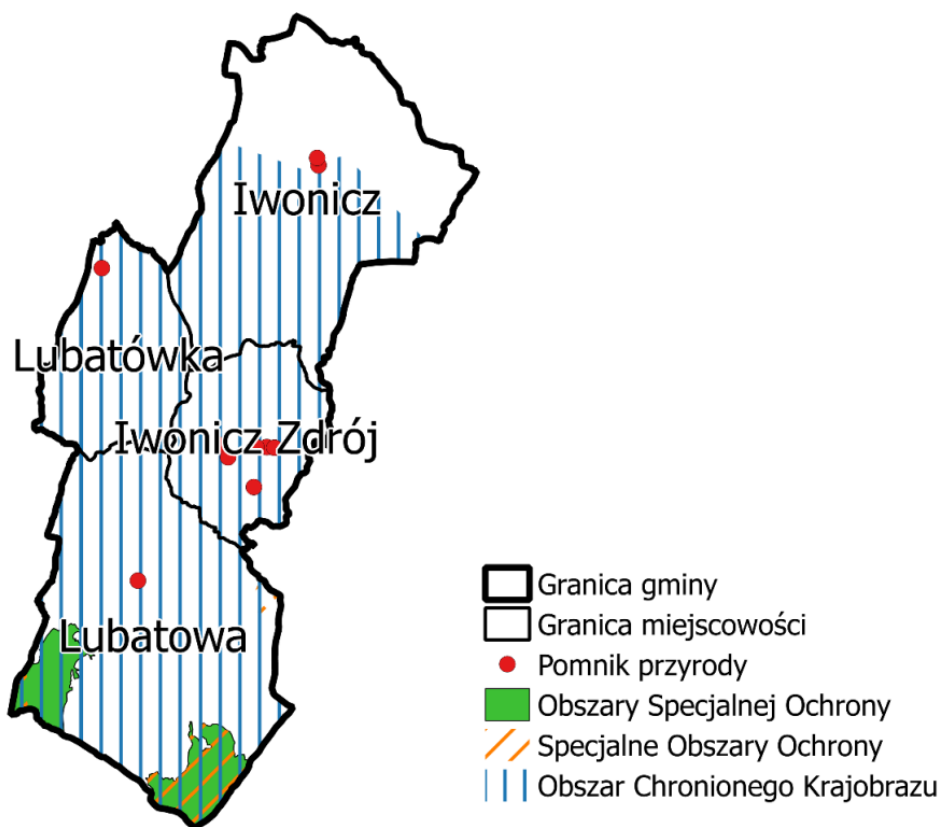 Iwonicz
Lubatówka
Iwonicz Zdrój
Lubatowa
Granica gminy
Granica miejscowości
Pomnik przyrody
Obszary Specjalnej Ochrony
Specjalne Obszary Ochrony
Obszar Chronionego Krajobrazu